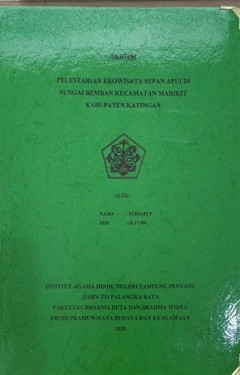 SKRIPSI
PELESTARIAN EKOWISATA SEPAN APUI DI
SUNGAI BEMBAN KECAMATAN MARIKIT
KABUPATEN KATINGAN
OLEH:
NAMA :
NIM :
INSTITUT AGAMA HINDU NEGERI TAMPUNG PENYANG
(IAHN-TP) PALANGKA RAYA
FAKULTAS DHARMA DUTA DAN BRAHMA WIDYA
PRODI PRAMUWISATA BUDAYA DAN KEAGAMAAN
2020